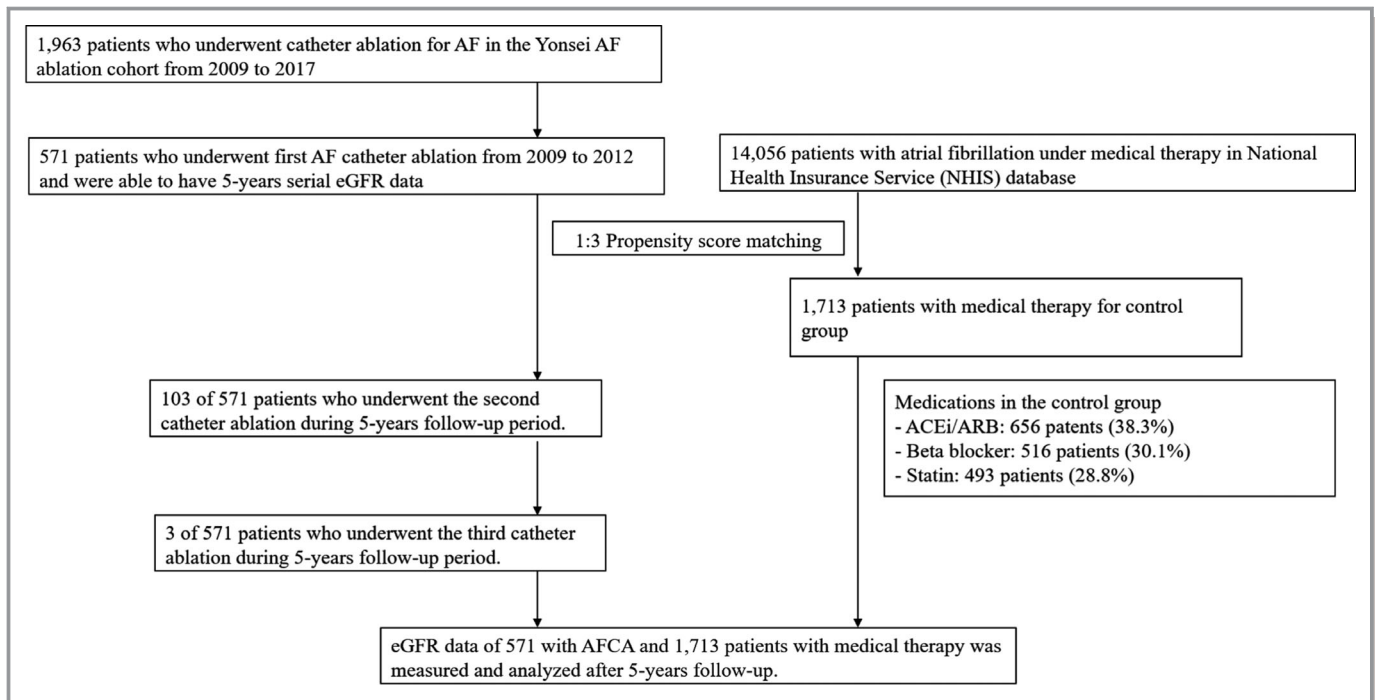 1,963 patients who underwent catheter ablation for AF in the Yonsei AF
ablation cohort from 2009 to 2017
571 patients who underwent first AF catheter ablation from 2009 to 2012
and were able to have 5-years serial eGFR data
14,056 patients with atrial fibrillation under medical therapy in National
Health Insurance Service (NHIS) database
1:3 Propensity score matching
1,713 patients with medical therapy for control
group
103 of 571 patients who underwent the second
catheter ablation during 5-years follow-up period.
Medications in the control group
- ACEi/ARB: 656 patents (38.3%)
- Beta blocker: 516 patients (30.1%)
- Statin: 493 patients (28.8%)
3 of 571 patients who underwent the third catheter
ablation during 5-years follow-up period.
eGFR data of 571 with AFCA and 1,713 patients with medical therapy was
measured and analyzed after 5-years follow-up.